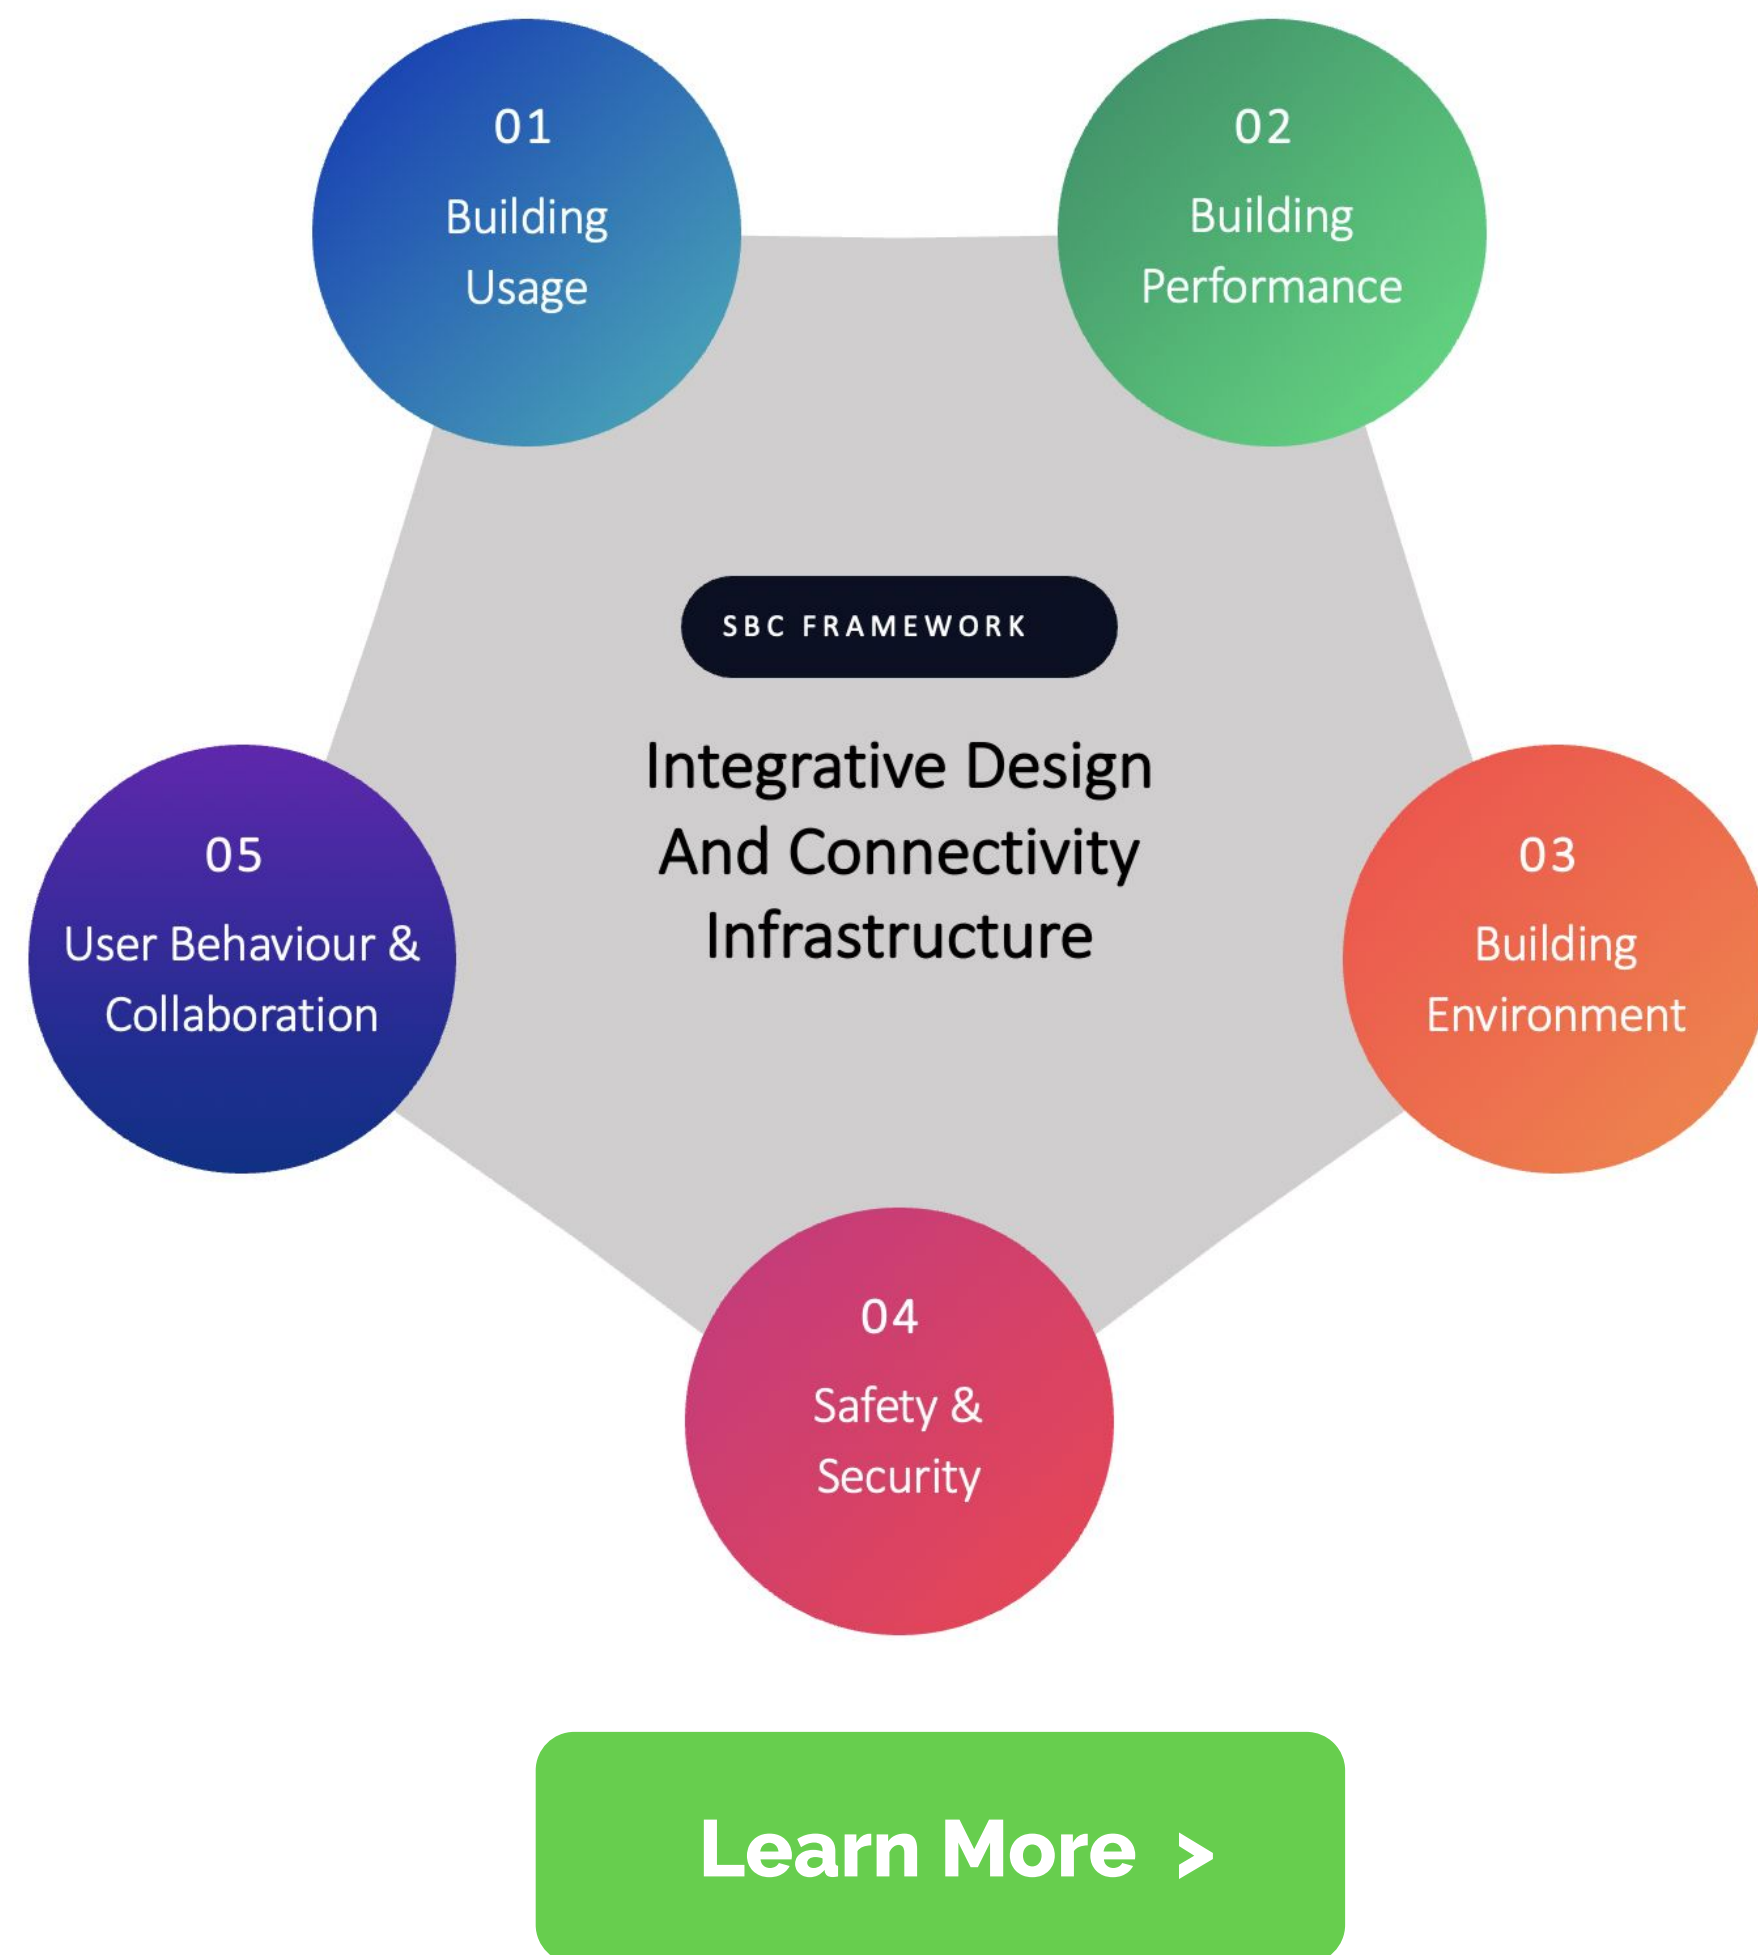 01
Building
Usage
02
Building
Performance
SBC FRAMEWORK
Integrative Design
And Connectivity
Infrastructure
03
Building
Environment
04
Safety &
Security
05
User Behaviour &
Collaboration
Learn More >